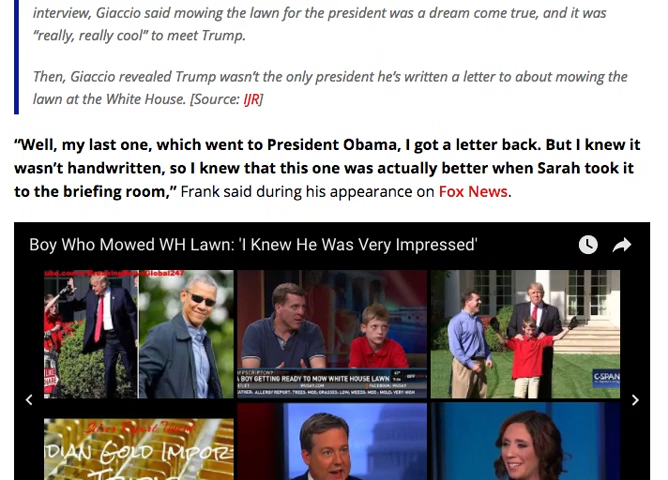 interview, Giaccio said mowing the lawn for the president was a dream come true, and it was
“really, really cool” to meet Trump.
Then, Giaccio revealed Trump wasn’t the only president he’s written a letter to about mowing the
lawn at the White House. [Source: IJR]
“Well, my last one, which went to President Obama, I got a letter back. But I knew it
wasn’t handwritten, so I knew that this one was actually better when Sarah took it
to the briefing room,” Frank said during his appearance on Fox News.
Boy Who Mowed WH Lawn: 'I Knew He Was Very Impressed'
A BOY GETTING READY TO MOW WHITE HOUSE LAWN
C-SPAN
DIAN GOLD IMPOR